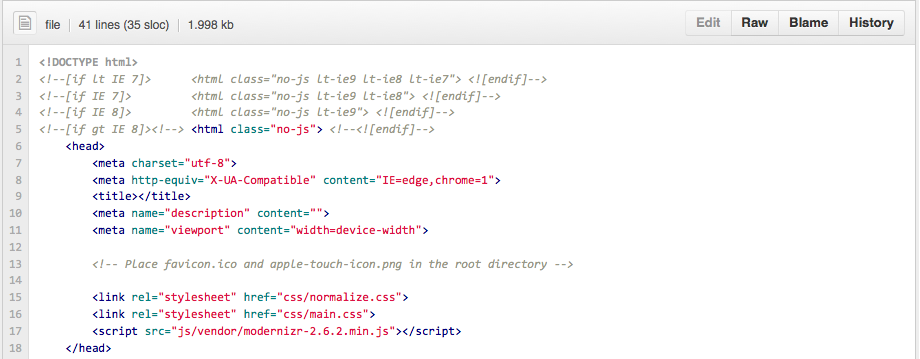 file | 41 lines (35 sloc) | 1.998 kb Edit Raw Blame History
1 <!DOCTYPE html>
2 <!--[if lt IE 7]>      <html class="no-js lt-ie9 lt-ie8 lt-ie7"> <![endif]-->
3 <!--[if IE 7]>         <html class="no-js lt-ie9 lt-ie8"> <![endif]-->
4 <!--[if IE 8]>         <html class="no-js lt-ie9"> <![endif]-->
5 <!--[if gt IE 8]><!--> <html class="no-js"> <!--<![endif]-->
6     <head>
7         <meta charset="utf-8">
8         <meta http-equiv="X-UA-Compatible" content="IE=edge,chrome=1">
9         <title></title>
10         <meta name="description" content="">
11         <meta name="viewport" content="width=device-width">
12
13         <!-- Place favicon.ico and apple-touch-icon.png in the root directory -->
14
15         <link rel="stylesheet" href="css/normalize.css">
16         <link rel="stylesheet" href="css/main.css">
17         <script src="js/vendor/modernizr-2.6.2.min.js"></script>
18     </head>